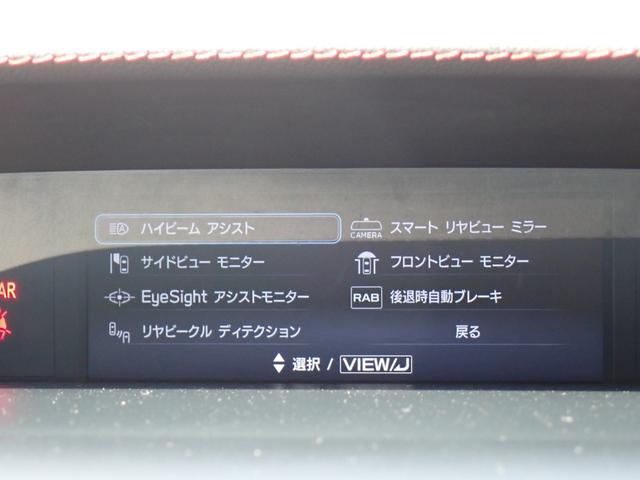 ハイビーム アシスト
サイドビュー モニター
EyeSight アシストモニター
リヤビークル ディテクション
CAMERA スマート リヤビュー ミラー
フロントビュー モニター
RAB 後退時自動ブレーキ
戻る
選択 / VIEW/
AR